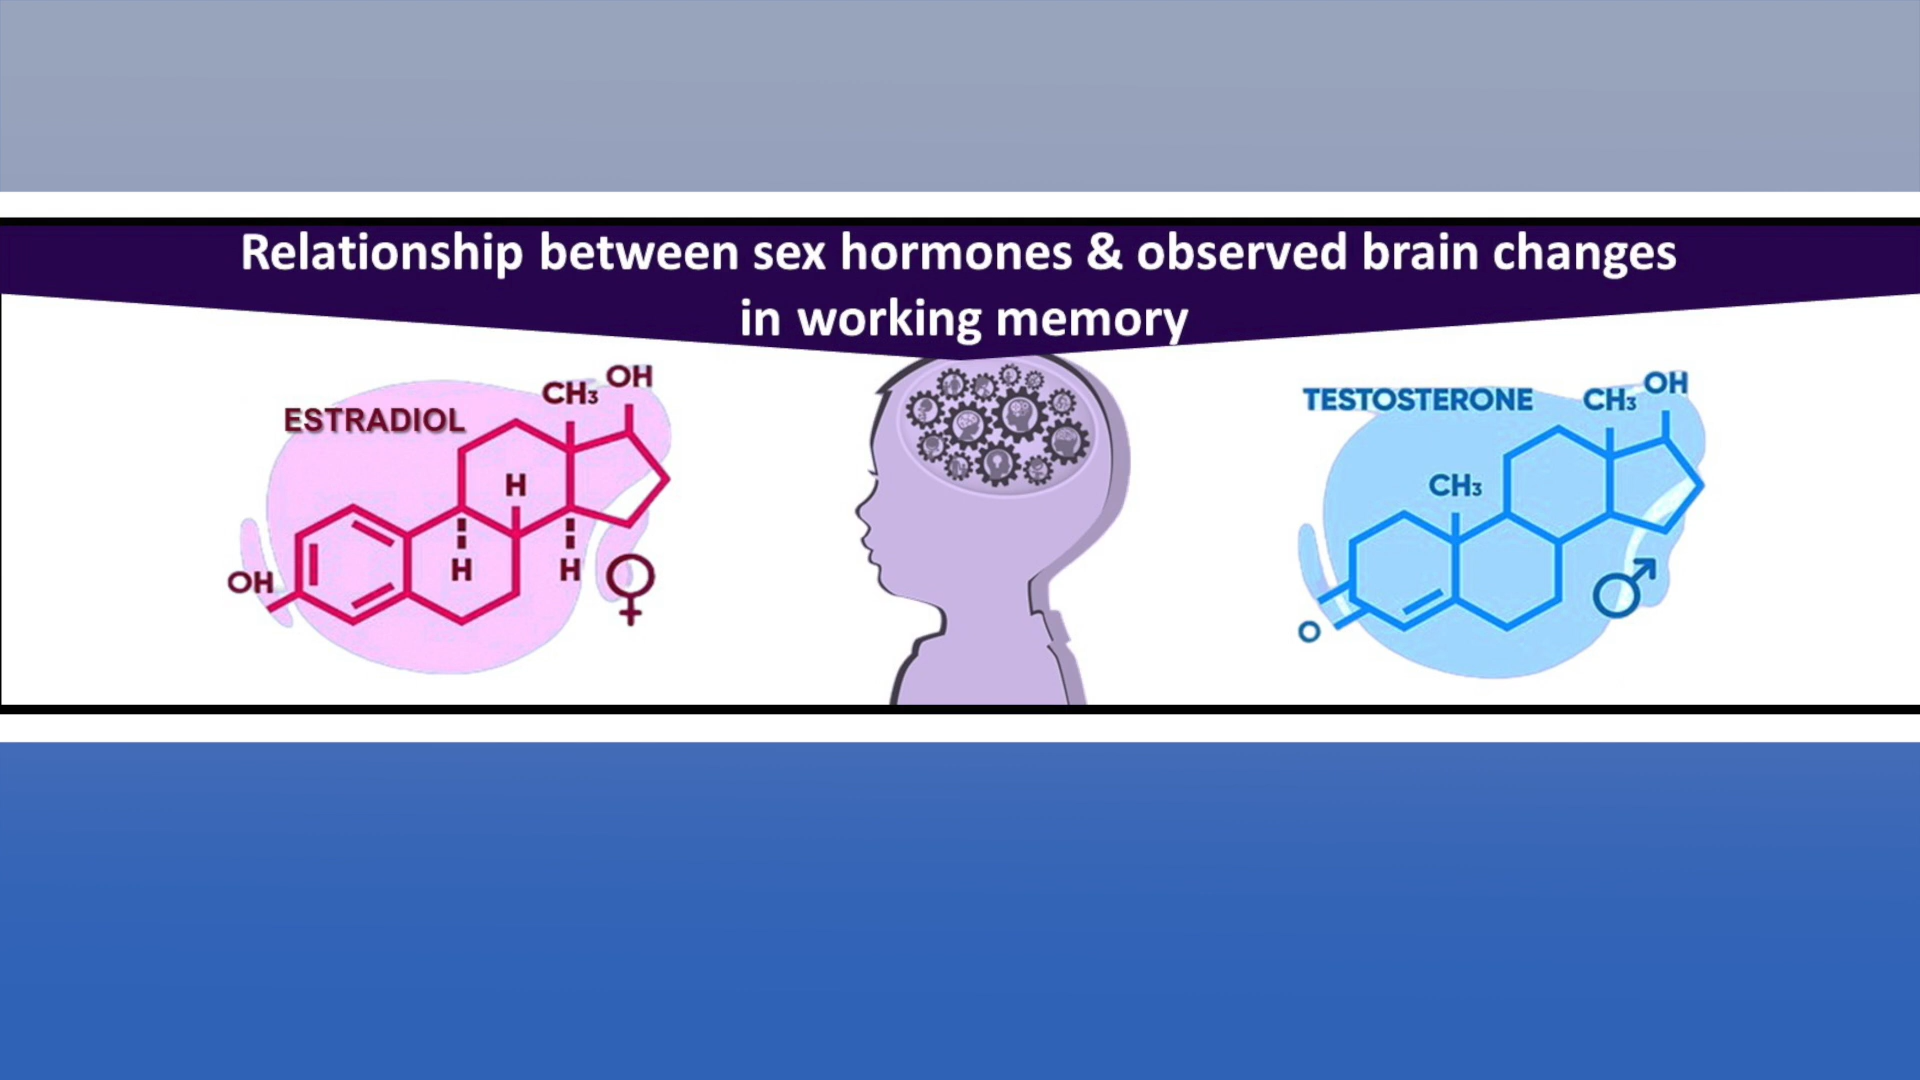 Relationship between sex hormones & observed brain changes
in working memory
ESTRADIOL
CH₃
OH
H
H
H
OH
TESTOSTERONE
CH₃
OH
CH₃
O